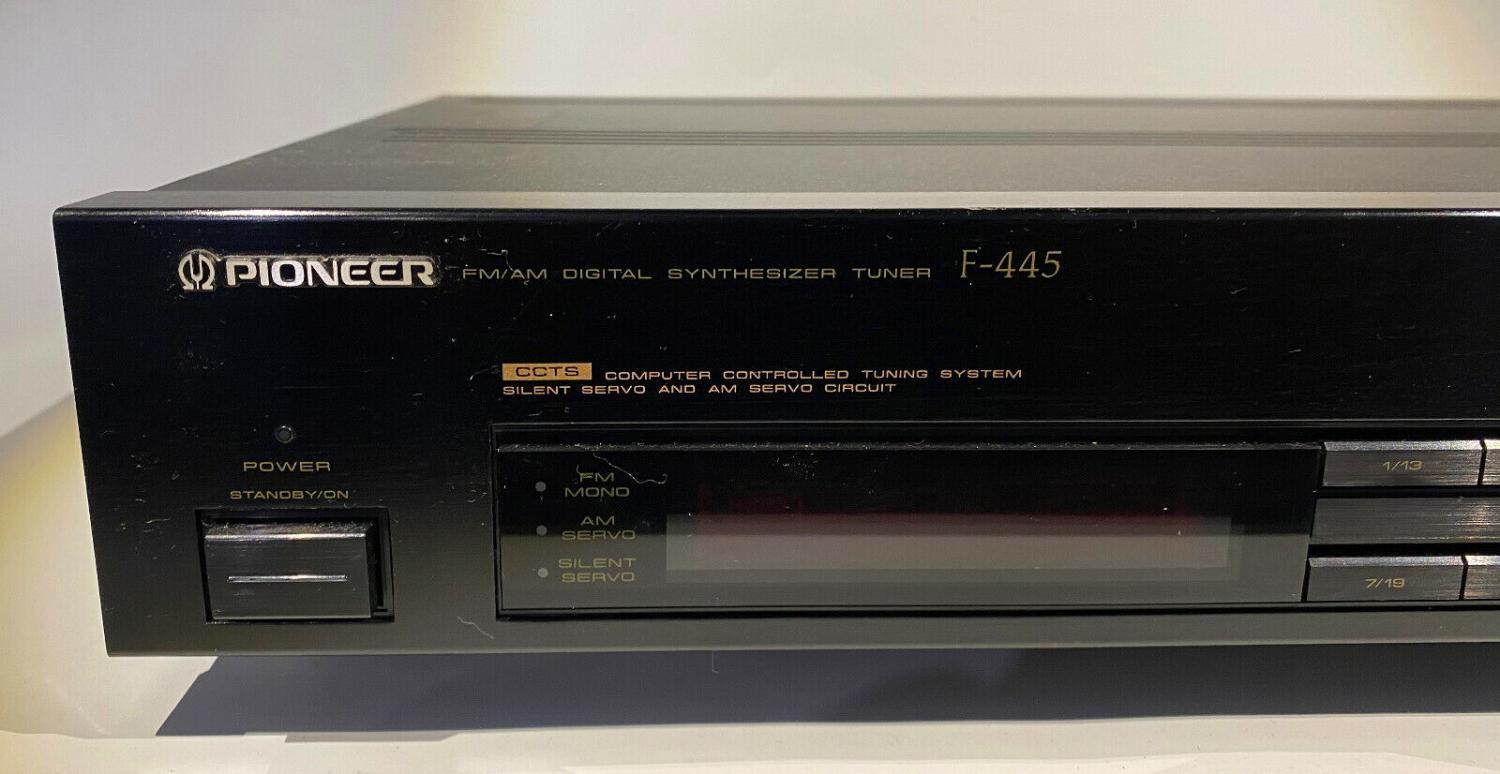 PIONEER FM/AM DIGITAL SYNTHESIZER TUNER F-445
CCTS COMPUTER CONTROLLED TUNING SYSTEM
SILENT SERVO AND AM SERVO CIRCUIT
POWER
STANDBY/ON
FM
MONO
AM
SERVO
SILENT
SERVO
1/13
7/19